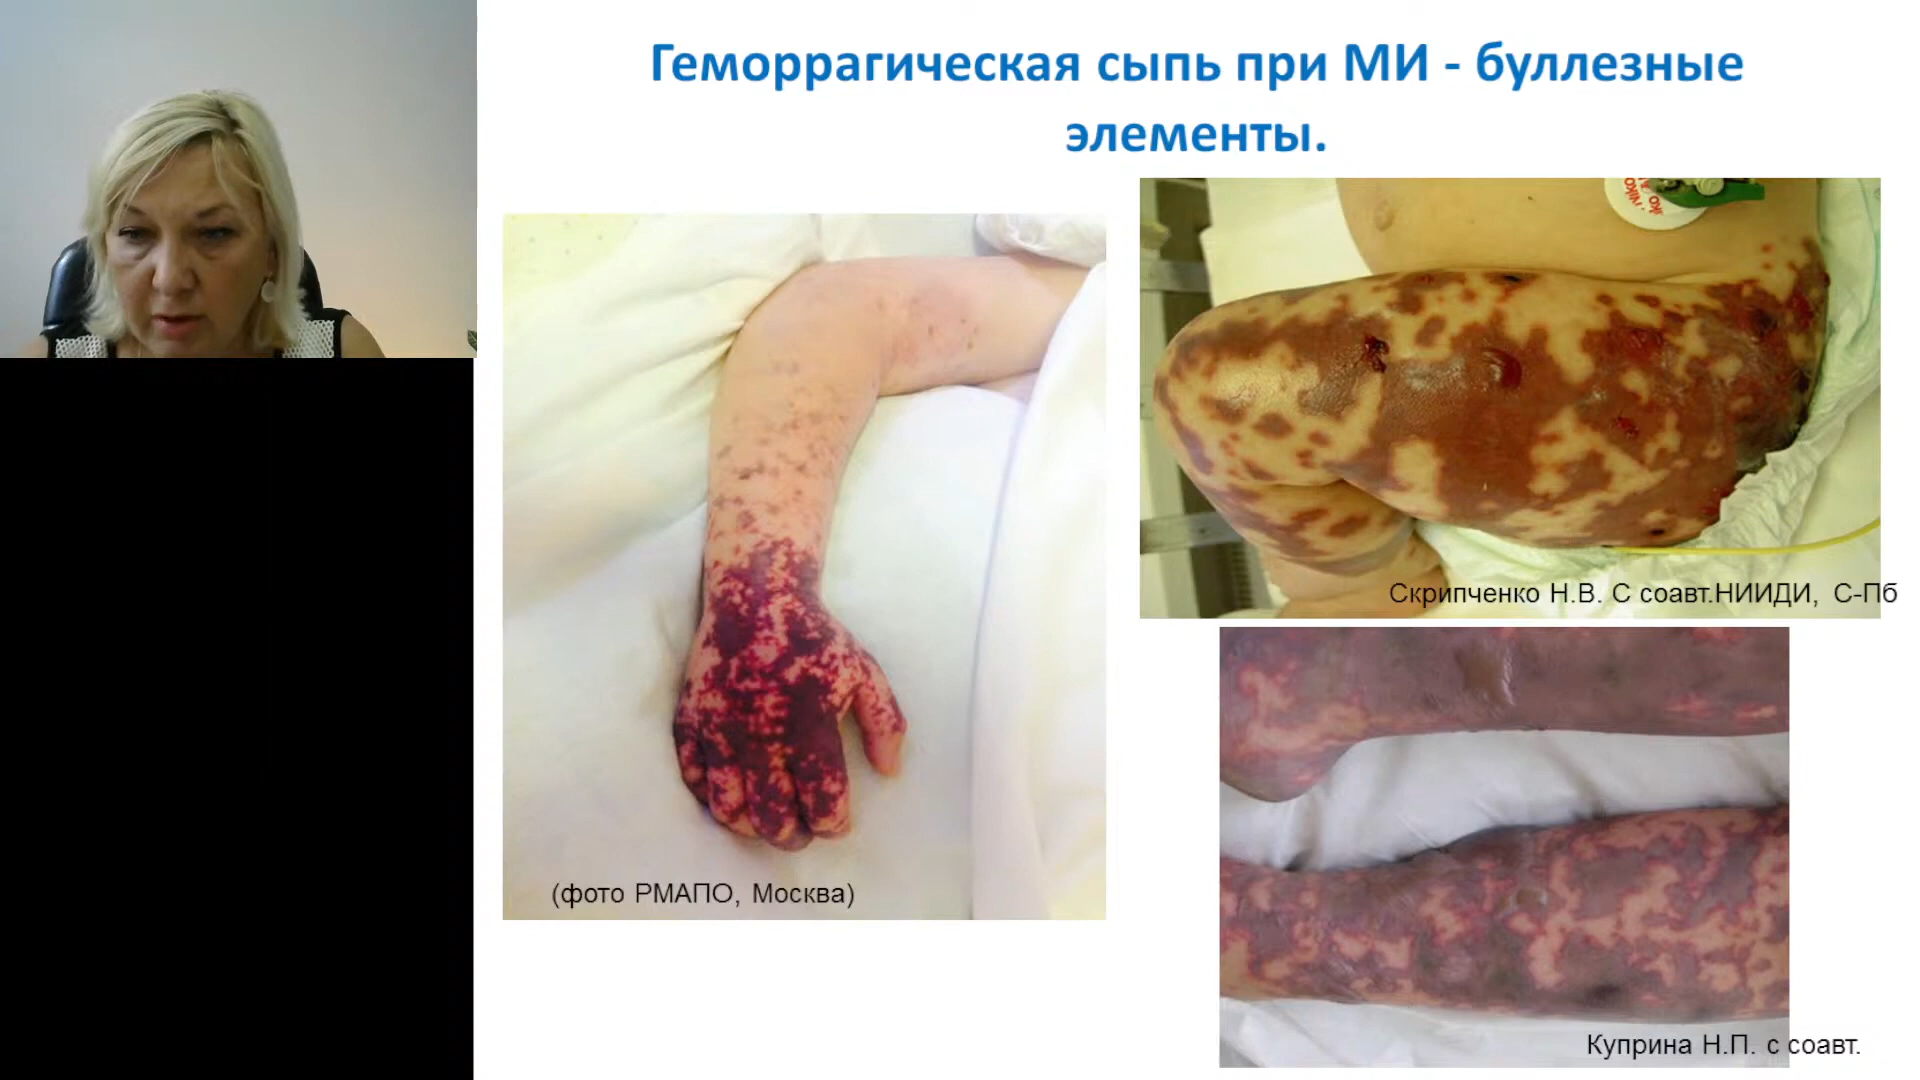 Геморрагическая сыпь при МИ - буллезные
элементы.
Скрипченко Н.В. С соавт.НИИДИ, С-Пб
(фото РМАПО, Москва)
Куприна Н.П. с соавт.